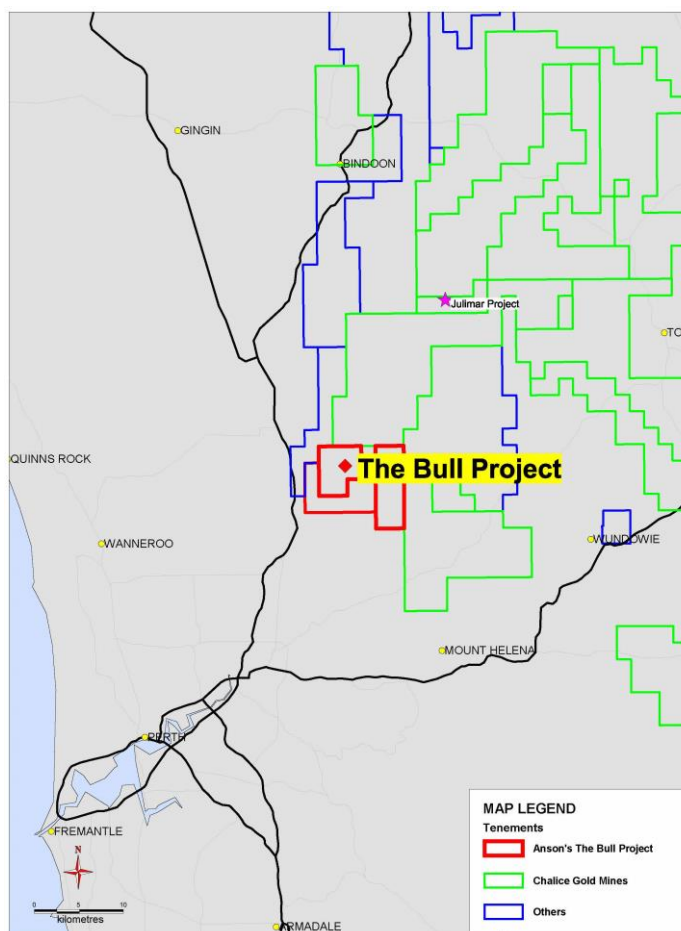 GINGIN
BINDOON
Julimar Project
TO
QUINNS ROCK
The Bull Project
WANNEROO
WUNDOWIE
MOUNT HELENA
PERTH
FREMANTLE
N
0 5 10
kilometres
ARMADALE
MAP LEGEND
Tenements
Anson's The Bull Project
Chalice Gold Mines
Others